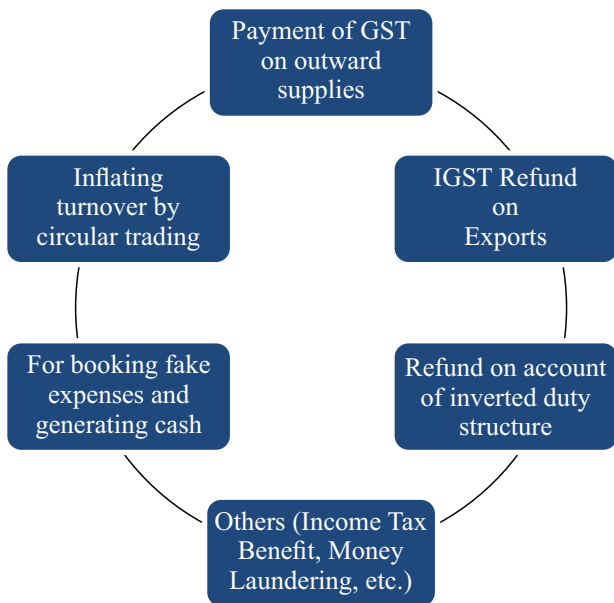 Payment of GST
on outward
supplies
IGST Refund
on
Exports
Refund on account
of inverted duty
structure
Others (Income Tax
Benefit, Money
Laundering, etc.)
For booking fake
expenses and
generating cash
Inflating
turnover by
circular trading